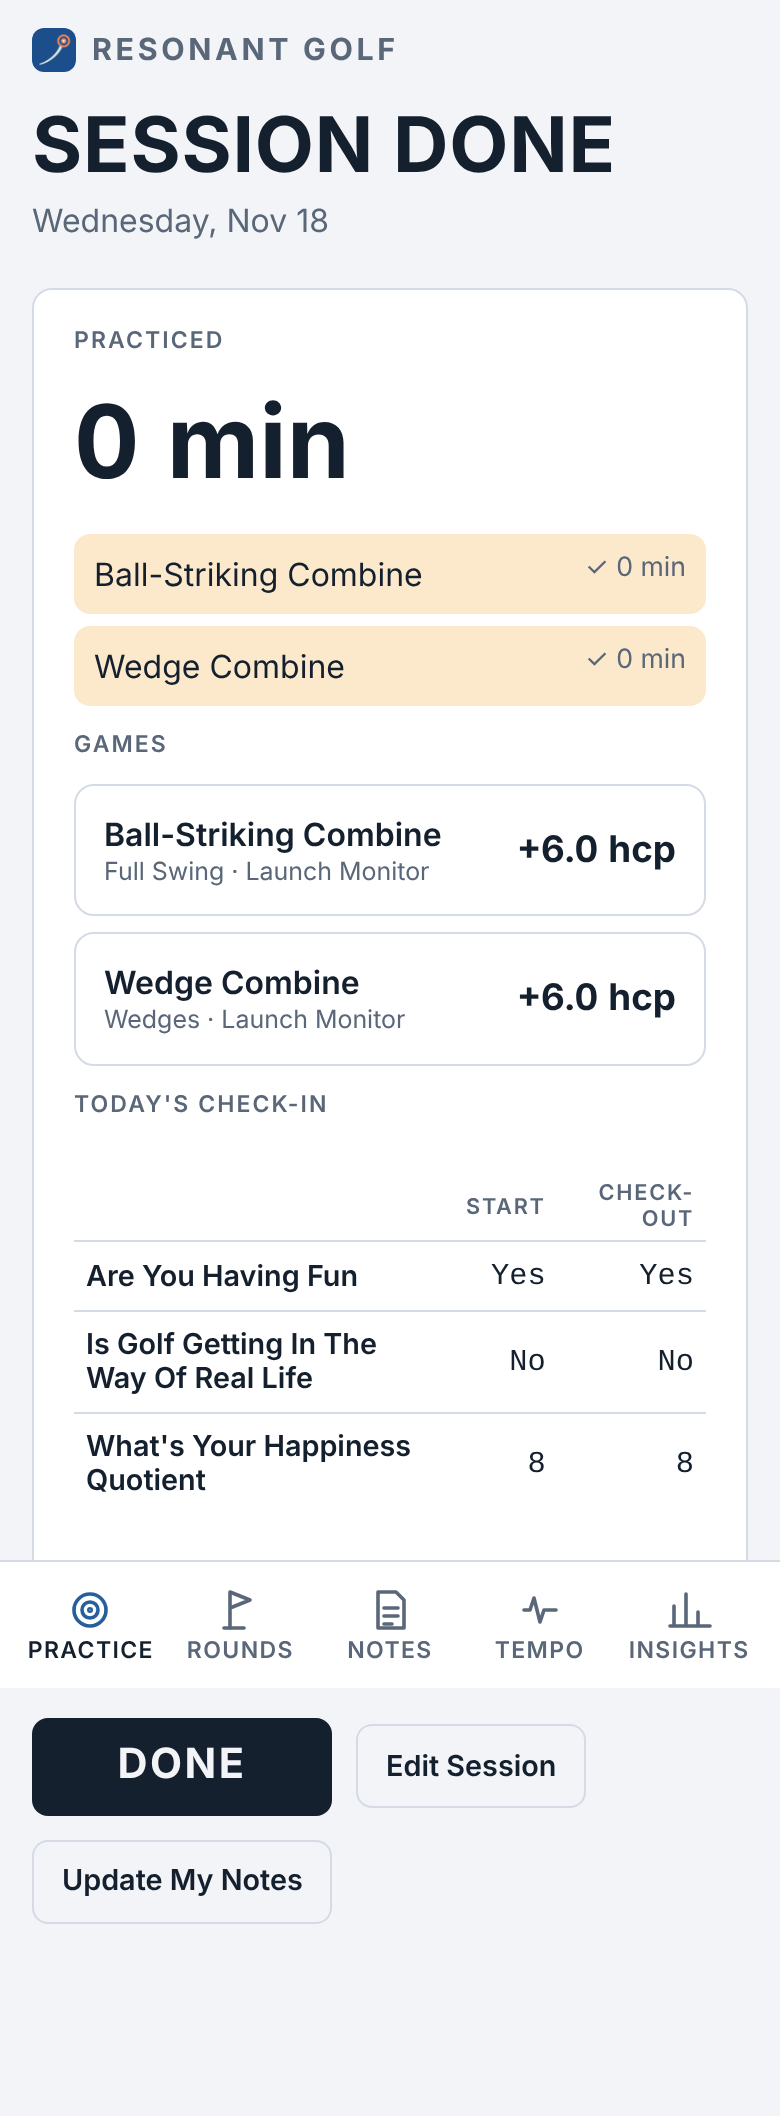 RESONANT GOLF
SESSION DONE
Wednesday, Nov 18
PRACTICED
0 min
Ball-Striking Combine ✓ 0 min
Wedge Combine ✓ 0 min
GAMES
Ball-Striking Combine
Full Swing · Launch Monitor
+6.0 hcp
Wedge Combine
Wedges · Launch Monitor
+6.0 hcp
TODAY'S CHECK-IN
START CHECK-
OUT
Are You Having Fun Yes Yes
Is Golf Getting In The
Way Of Real Life
No No
What's Your Happiness
Quotient
8 8
PRACTICE ROUNDS NOTES TEMPO INSIGHTS
DONE Edit Session
Update My Notes